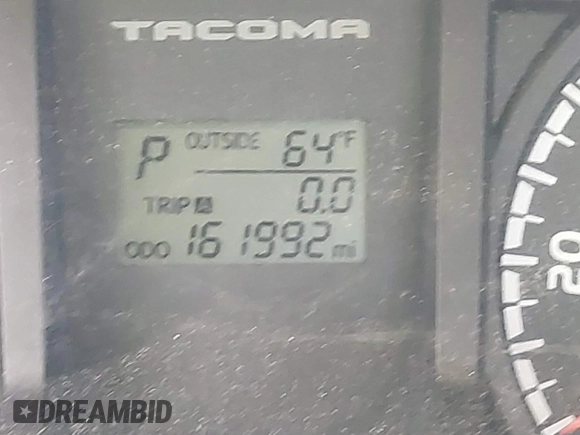 TACOMA
P OUTSIDE 64°F
TRIP A 0.0
ODO 161992 mi
20
DREAMBID